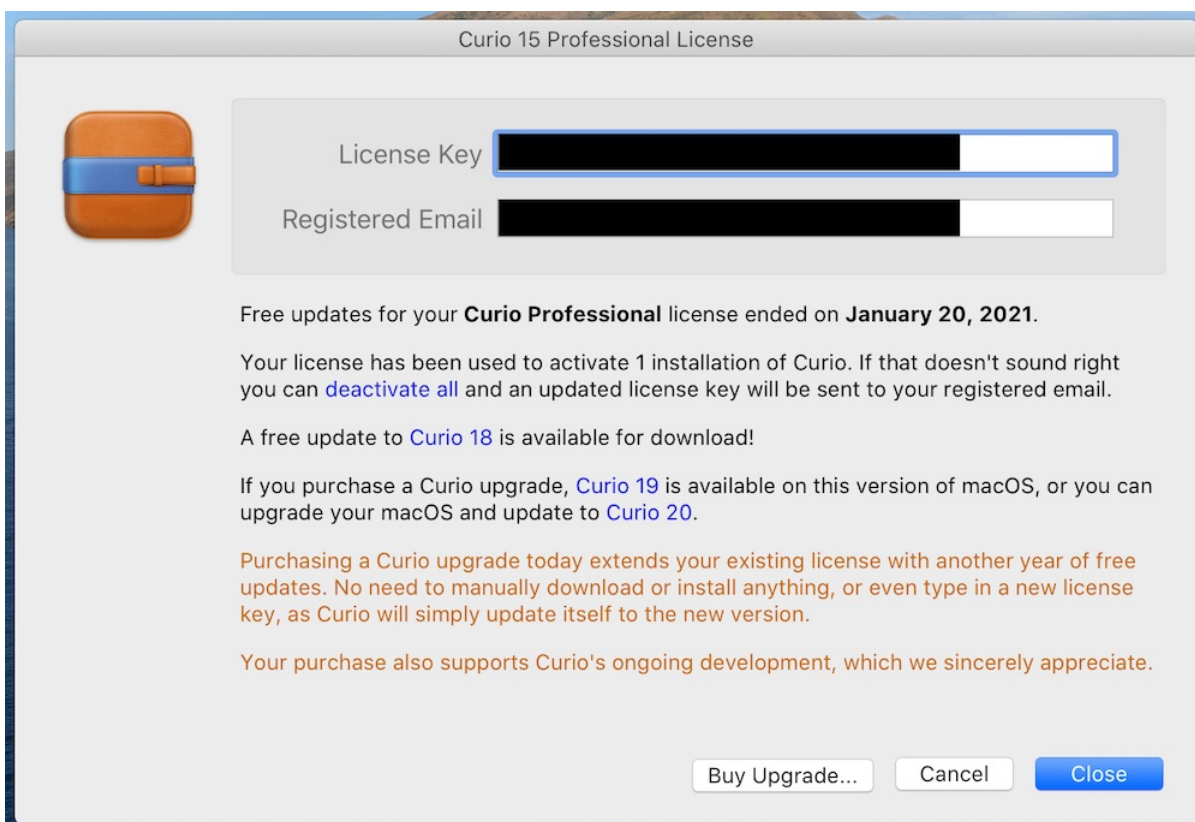 Curio 15 Professional License
License Key
Registered Email
Free updates for your Curio Professional license ended on January 20, 2021.
Your license has been used to activate 1 installation of Curio. If that doesn't sound right
you can deactivate all and an updated license key will be sent to your registered email.
A free update to Curio 18 is available for download!
If you purchase a Curio upgrade, Curio 19 is available on this version of macOS, or you can
upgrade your macOS and update to Curio 20.
Purchasing a Curio upgrade today extends your existing license with another year of free
updates. No need to manually download or install anything, or even type in a new license
key, as Curio will simply update itself to the new version.
Your purchase also supports Curio's ongoing development, which we sincerely appreciate.
Buy Upgrade... Cancel Close